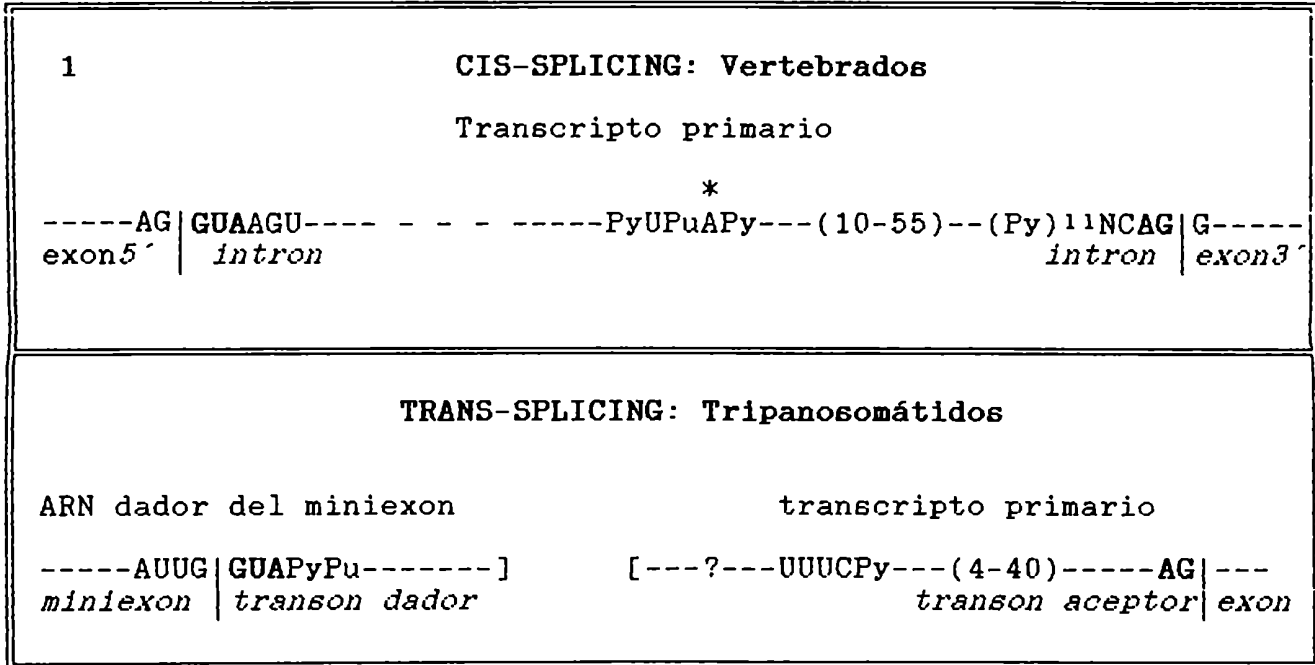 1 CIS-SPLICING: Vertebrados
Transcripto primario
*
-----AG|GUAAGU---- - - - -----PyUPuAPy---(10-55)--(Py)11NCAG|G-----
exon5´ | intron intron | exon3´
TRANS-SPLICING: Tripanosomátidos
ARN dador del miniexon transcripto primario
-----AUUG|GUAPyPu-------] [---?---UUUCPy---(4-40)-----AG|---
miniexon | transon dador transon aceptor| exon